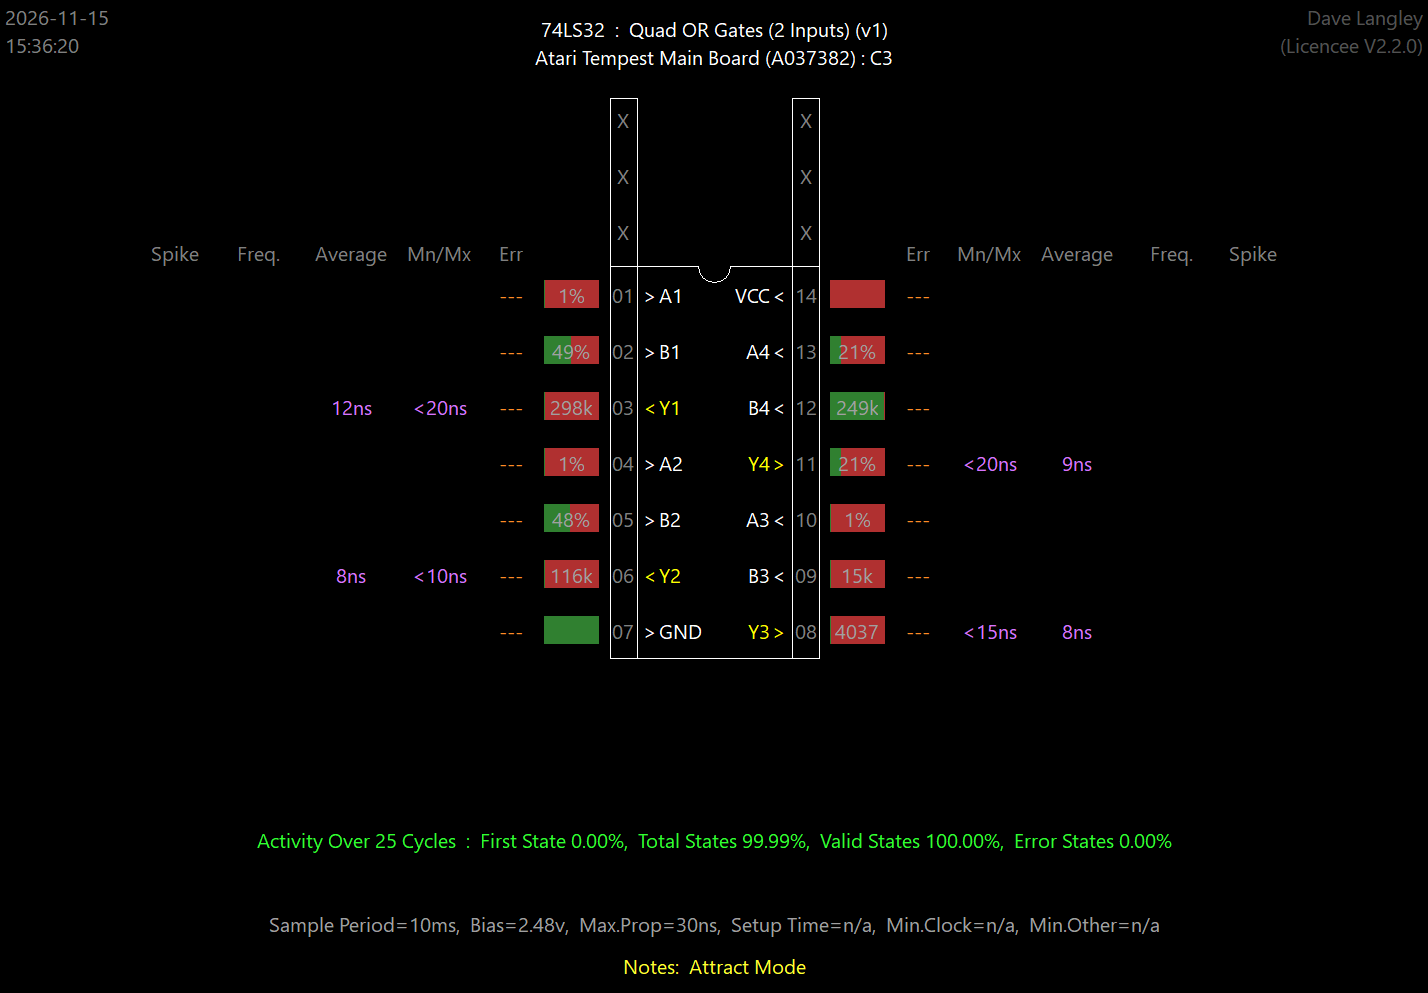 2026-11-15
15:36:20
74LS32 : Quad OR Gates (2 Inputs) (v1)
Atari Tempest Main Board (A037382) : C3
Dave Langley
(Licencee V2.2.0)
X X
X X
X X
Spike Freq. Average Mn/Mx Err Err Mn/Mx Average Freq. Spike
--- 1% 01 > A1 VCC < 14 ---
--- 49% 02 > B1 A4 < 13 21% ---
12ns <20ns --- 298k 03 < Y1 B4 < 12 249k ---
--- 1% 04 > A2 Y4 > 11 21% --- <20ns 9ns
--- 48% 05 > B2 A3 < 10 1% ---
8ns <10ns --- 116k 06 < Y2 B3 < 09 15k ---
--- 07 > GND Y3 > 08 4037 --- <15ns 8ns
Activity Over 25 Cycles : First State 0.00%, Total States 99.99%, Valid States 100.00%, Error States 0.00%
Sample Period=10ms, Bias=2.48v, Max.Prop=30ns, Setup Time=n/a, Min.Clock=n/a, Min.Other=n/a
Notes: Attract Mode